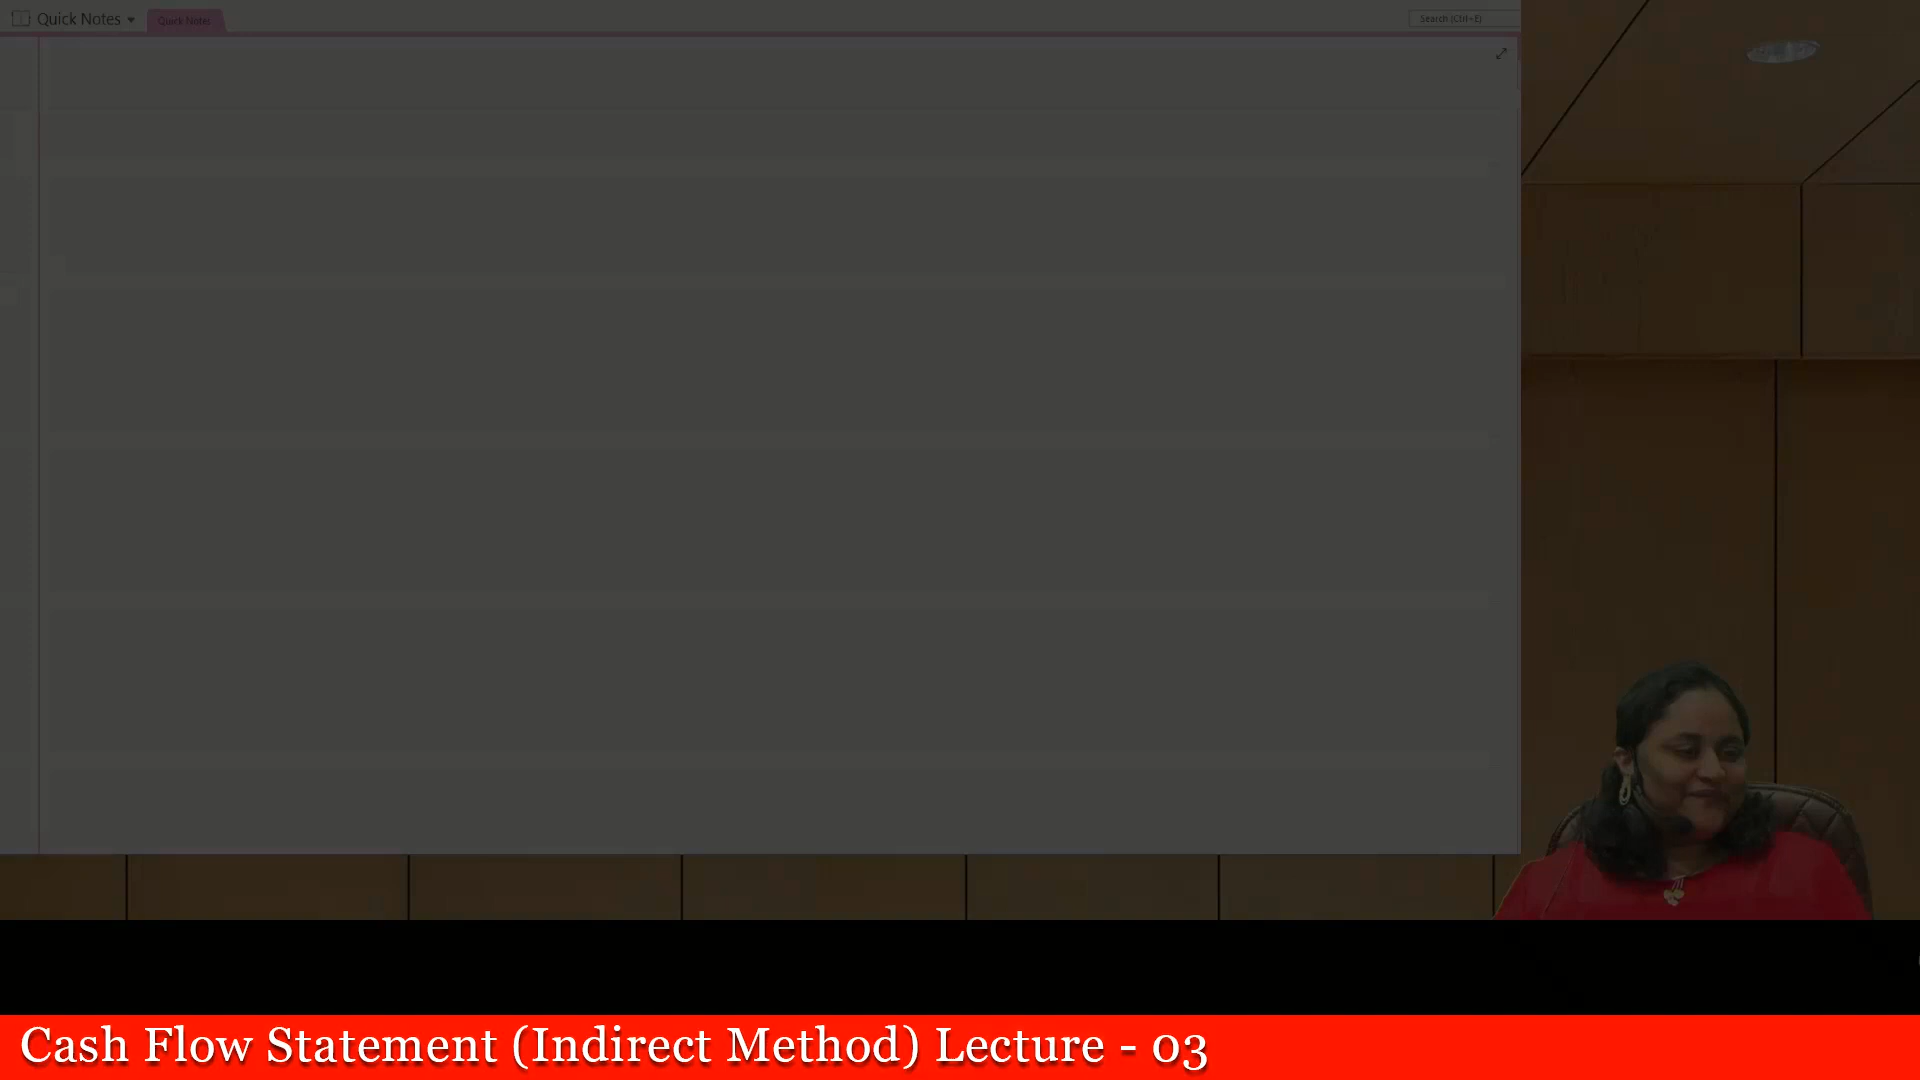 Quick Notes
Quick Notes
Search (Ctrl+E)
Cash Flow Statement (Indirect Method) Lecture - 03